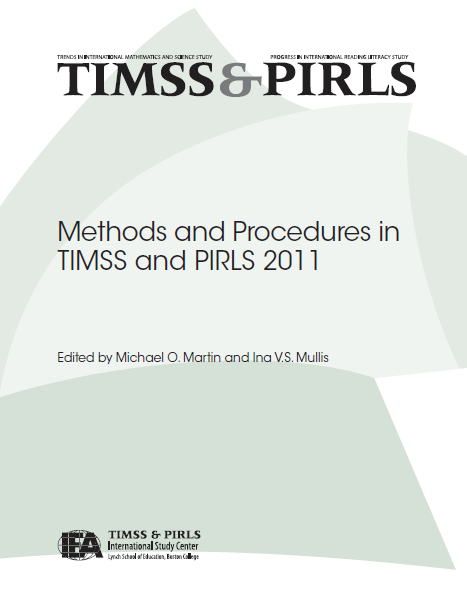 TRENDS IN INTERNATIONAL MATHEMATICS AND SCIENCE STUDY PROGRESS IN INTERNATIONAL READING LITERACY STUDY
TIMSS&PIRLS
Methods and Procedures in
TIMSS and PIRLS 2011
Edited by Michael O. Martin and Ina V.S. Mullis
IEA
TIMSS & PIRLS
International Study Center
Lynch School of Education, Boston College